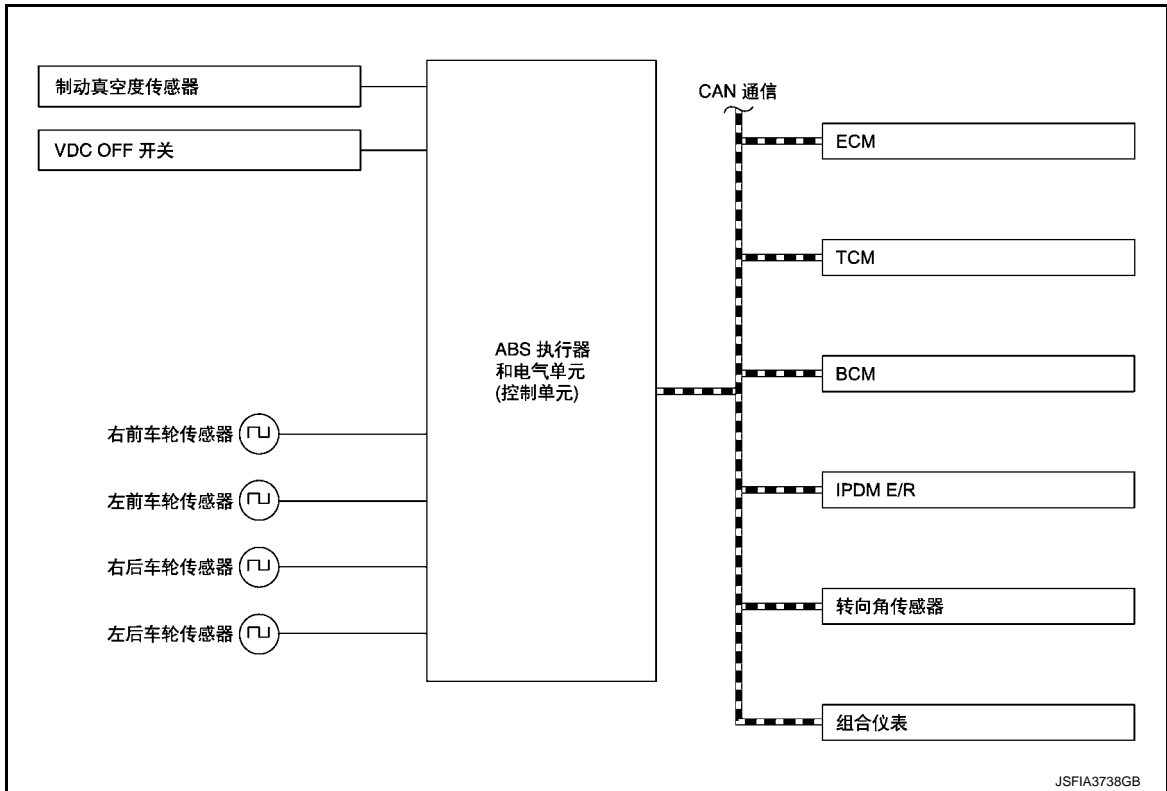 制动真空度传感器
VDC OFF 开关
右前车轮传感器
左前车轮传感器
右后车轮传感器
左后车轮传感器
ABS 执行器
和电气单元
(控制单元)
CAN 通信
ECM
TCM
BCM
IPDM E/R
转向角传感器
组合仪表
JSFIA3738GB